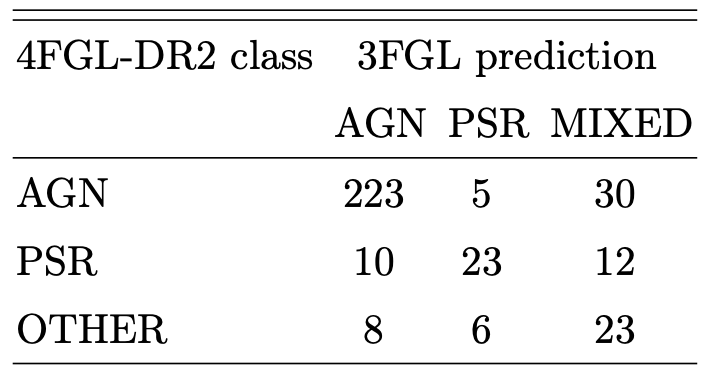 4FGL-DR2 class 3FGL prediction
AGN PSR MIXED
AGN 223 5 30
PSR 10 23 12
OTHER 8 6 23